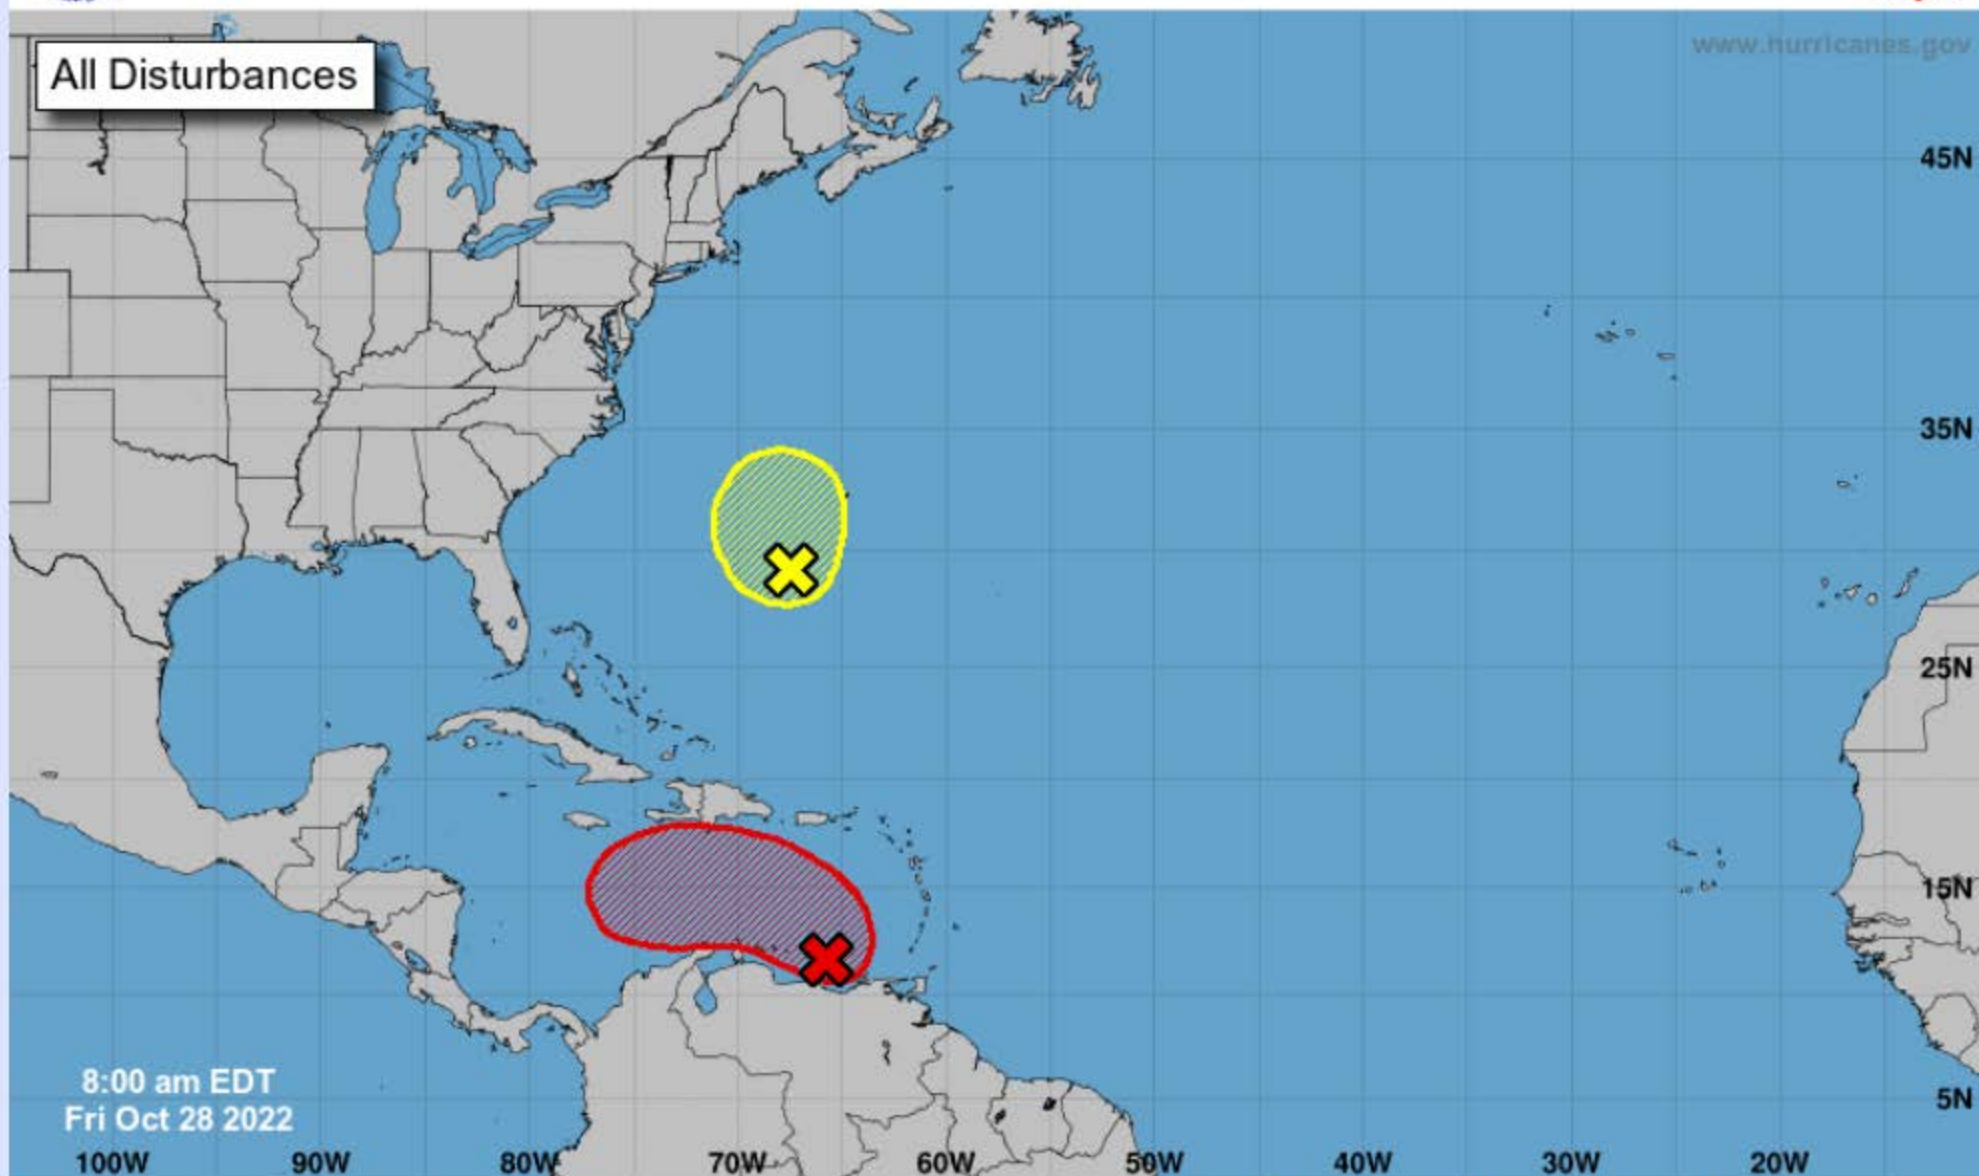 All Disturbances
www.hurricanes.gov
45N
35N
25N
15N
5N
8:00 am EDT
Fri Oct 28 2022
100W 90W 80W 70W 60W 50W 40W 30W 20W